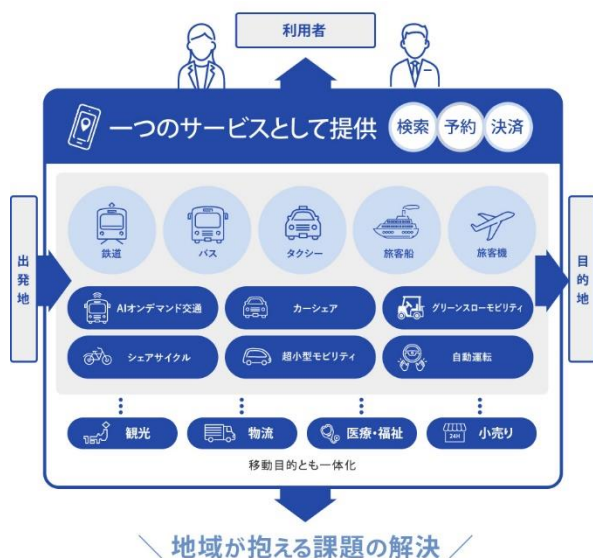 利用者
一つのサービスとして提供
検索 予約 決済
出発地
目的地
鉄道 バス タクシー 旅客船 旅客機
AIオンデマンド交通 カーシェア グリーンスローモビリティ
シェアサイクル 超小型モビリティ 自動運転
観光 物流 医療・福祉 24H 小売り
移動目的とも一体化
地域が抱える課題の解決